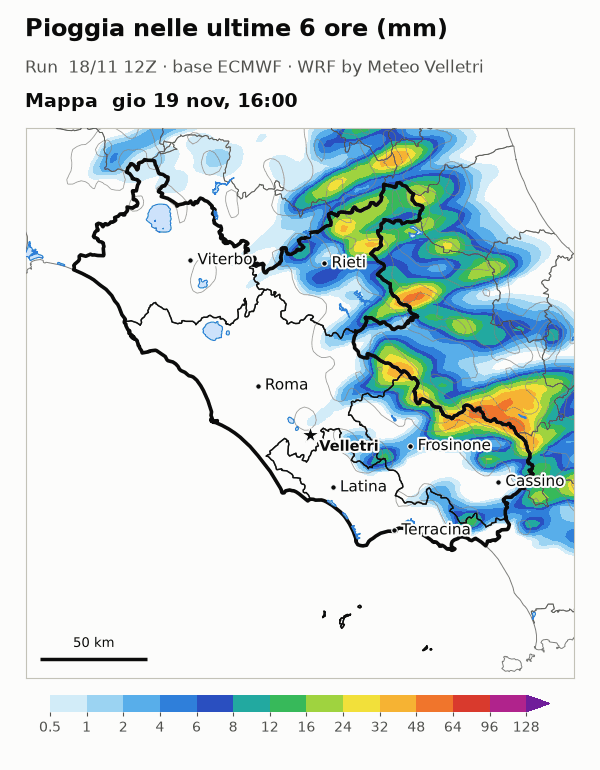 Pioggia nelle ultime 6 ore (mm)
Run  18/11 12Z · base ECMWF · WRF by Meteo Velletri
Mappa  gio 19 nov, 16:00
Viterbo
Rieti
Roma
Velletri
Frosinone
Latina
Cassino
Terracina
50 km
0.5 1 2 4 6 8 12 16 24 32 48 64 96 128